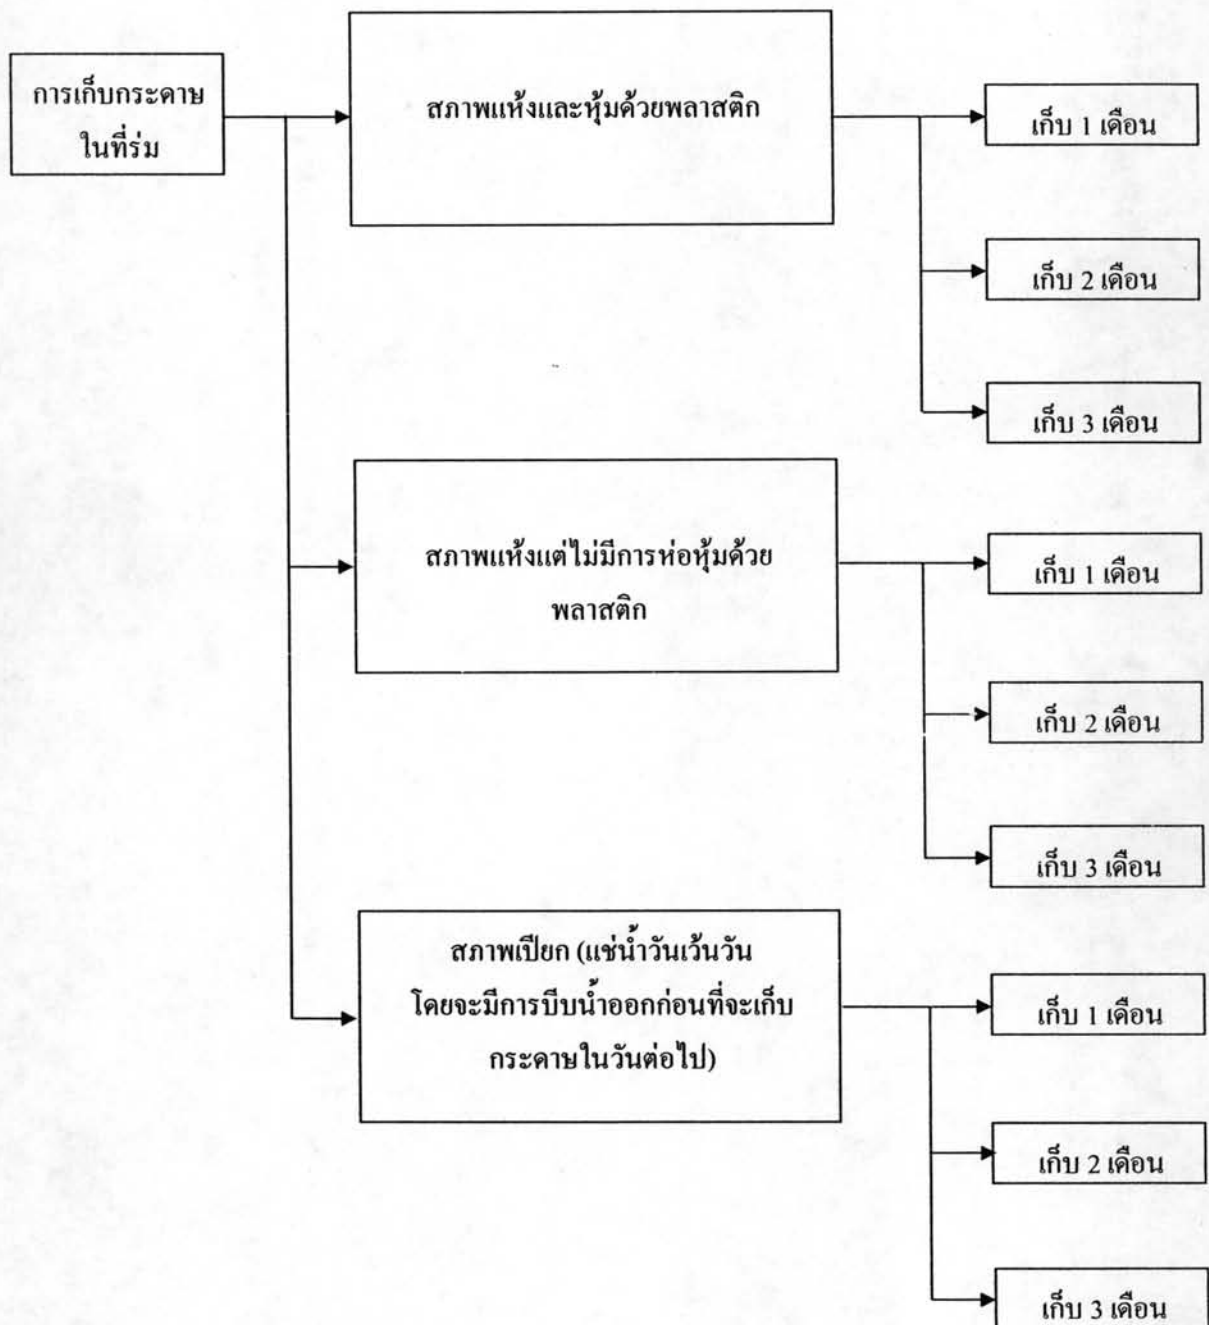 การเก็บกระดาษ
ในที่ร่ม
สภาพแห้งและหุ้มด้วยพลาสติก
เก็บ 1 เดือน
เก็บ 2 เดือน
เก็บ 3 เดือน
สภาพแห้งแต่ไม่มีการห่อหุ้มด้วย
พลาสติก
เก็บ 1 เดือน
เก็บ 2 เดือน
เก็บ 3 เดือน
สภาพเปียก (แช่น้ำวันเว้นวัน
โดยจะมีการบีบน้ำออกก่อนที่จะเก็บ
กระดาษในวันต่อไป)
เก็บ 1 เดือน
เก็บ 2 เดือน
เก็บ 3 เดือน